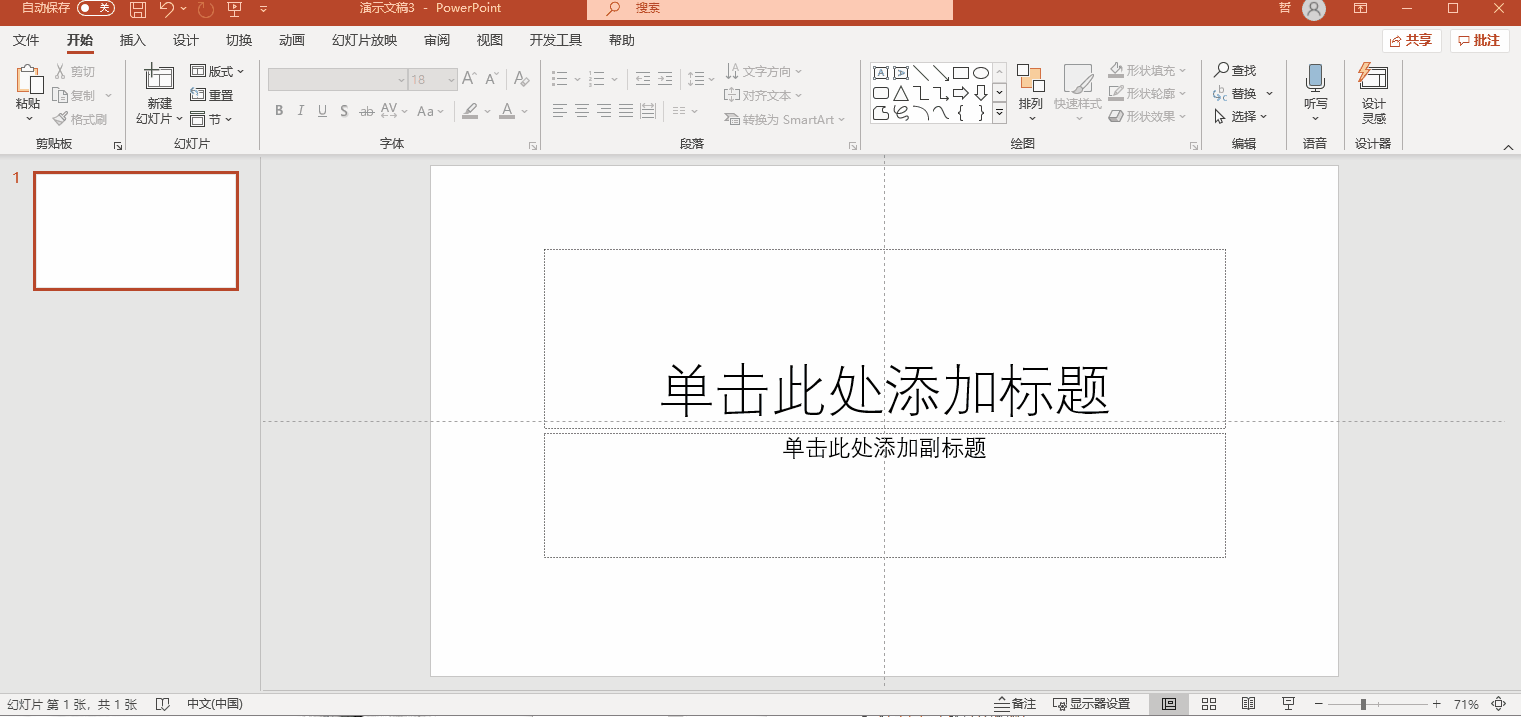 自动保存 关 演示文稿3 - PowerPoint 搜索 哲
文件 开始 插入 设计 切换 动画 幻灯片放映 审阅 视图 开发工具 帮助 共享 批注
粘贴 剪切 复制 格式刷
剪贴板
新建
幻灯片 版式 重置 节
幻灯片
18
B I U S ab AV Aa A
字体
文字方向
对齐文本
转换为 SmartArt
段落
排列 快速样式 形状填充
形状轮廓
形状效果
绘图
查找
替换
选择
编辑
听写
语音
设计
灵感
设计器
1
单击此处添加标题
单击此处添加副标题
幻灯片 第 1 张，共 1 张 中文(中国) 备注 显示器设置 71%